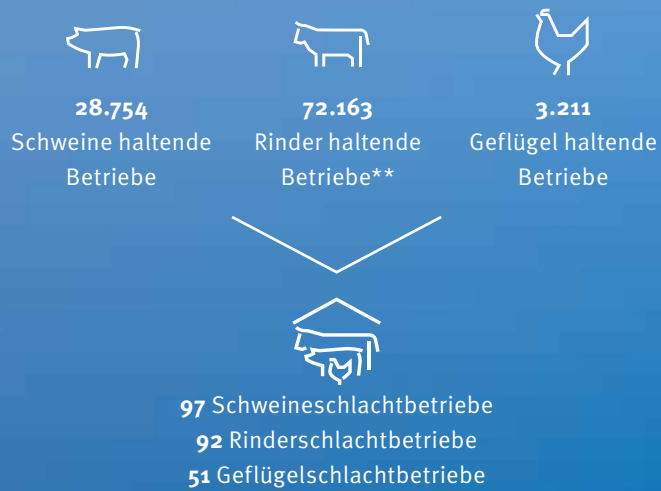 28.754
Schweine haltende
Betriebe
72.163
Rinder haltende
Betriebe**
3.211
Geflügel haltende
Betriebe
97 Schweineschlachtbetriebe
92 Rinderschlachtbetriebe
51 Geflügelschlachtbetriebe